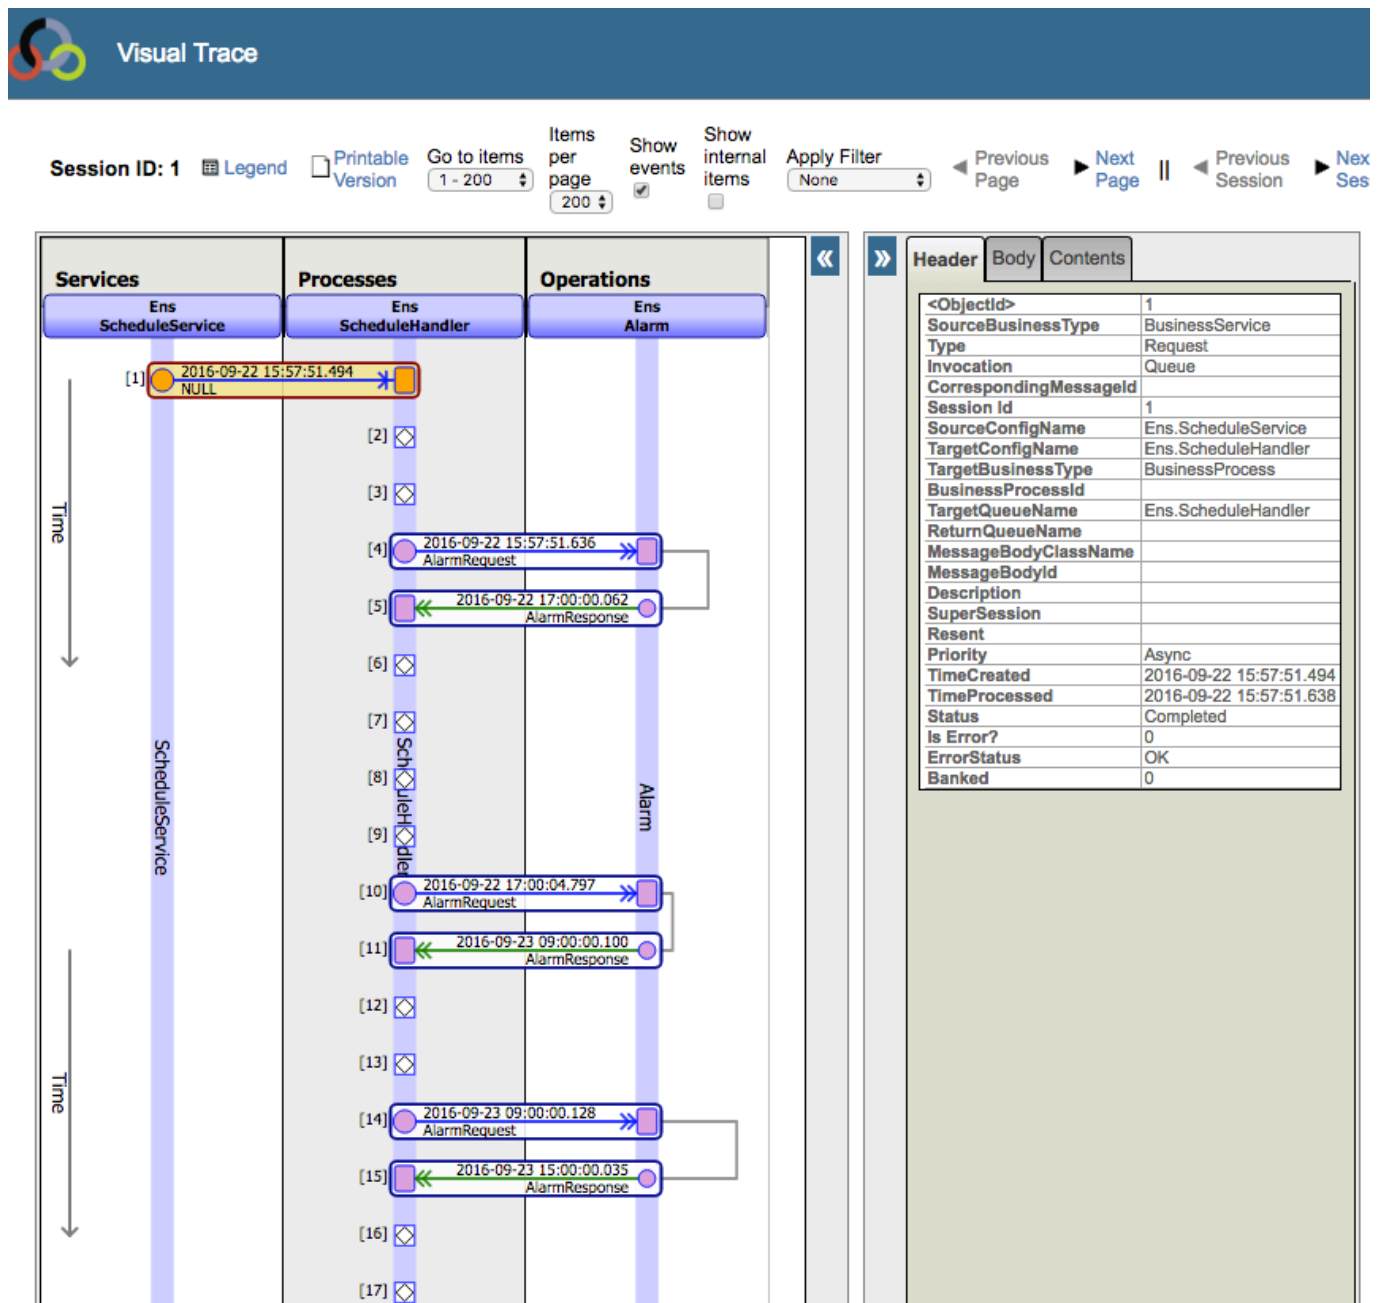 Visual Trace
Session ID: 1
Legend
Printable
Version
Go to items
1 - 200
Items
per
page
200
Show
events
Show
internal
items
Apply Filter
None
Previous
Page
Next
Page
||
Previous
Session
Nex
Ses
Services
Processes
Operations
Ens
ScheduleService
Ens
ScheduleHandler
Ens
Alarm
[1]
2016-09-22 15:57:51.494
NULL
[2]
[3]
Time
[4]
2016-09-22 15:57:51.636
AlarmRequest
[5]
2016-09-22 17:00:00.062
AlarmResponse
[6]
[7]
ScheduleService
ScheduleHandler
Alarm
[8]
[9]
[10]
2016-09-22 17:00:04.797
AlarmRequest
[11]
2016-09-23 09:00:00.100
AlarmResponse
[12]
[13]
Time
[14]
2016-09-23 09:00:00.128
AlarmRequest
[15]
2016-09-23 15:00:00.035
AlarmResponse
[16]
[17]
«
»
Header Body Contents
<ObjectId> 1
SourceBusinessType BusinessService
Type Request
Invocation Queue
CorrespondingMessageId
Session Id 1
SourceConfigName Ens.ScheduleService
TargetConfigName Ens.ScheduleHandler
TargetBusinessType BusinessProcess
BusinessProcessId
TargetQueueName Ens.ScheduleHandler
ReturnQueueName
MessageBodyClassName
MessageBodyId
Description
SuperSession
Resent
Priority Async
TimeCreated 2016-09-22 15:57:51.494
TimeProcessed 2016-09-22 15:57:51.638
Status Completed
Is Error? 0
ErrorStatus OK
Banked 0